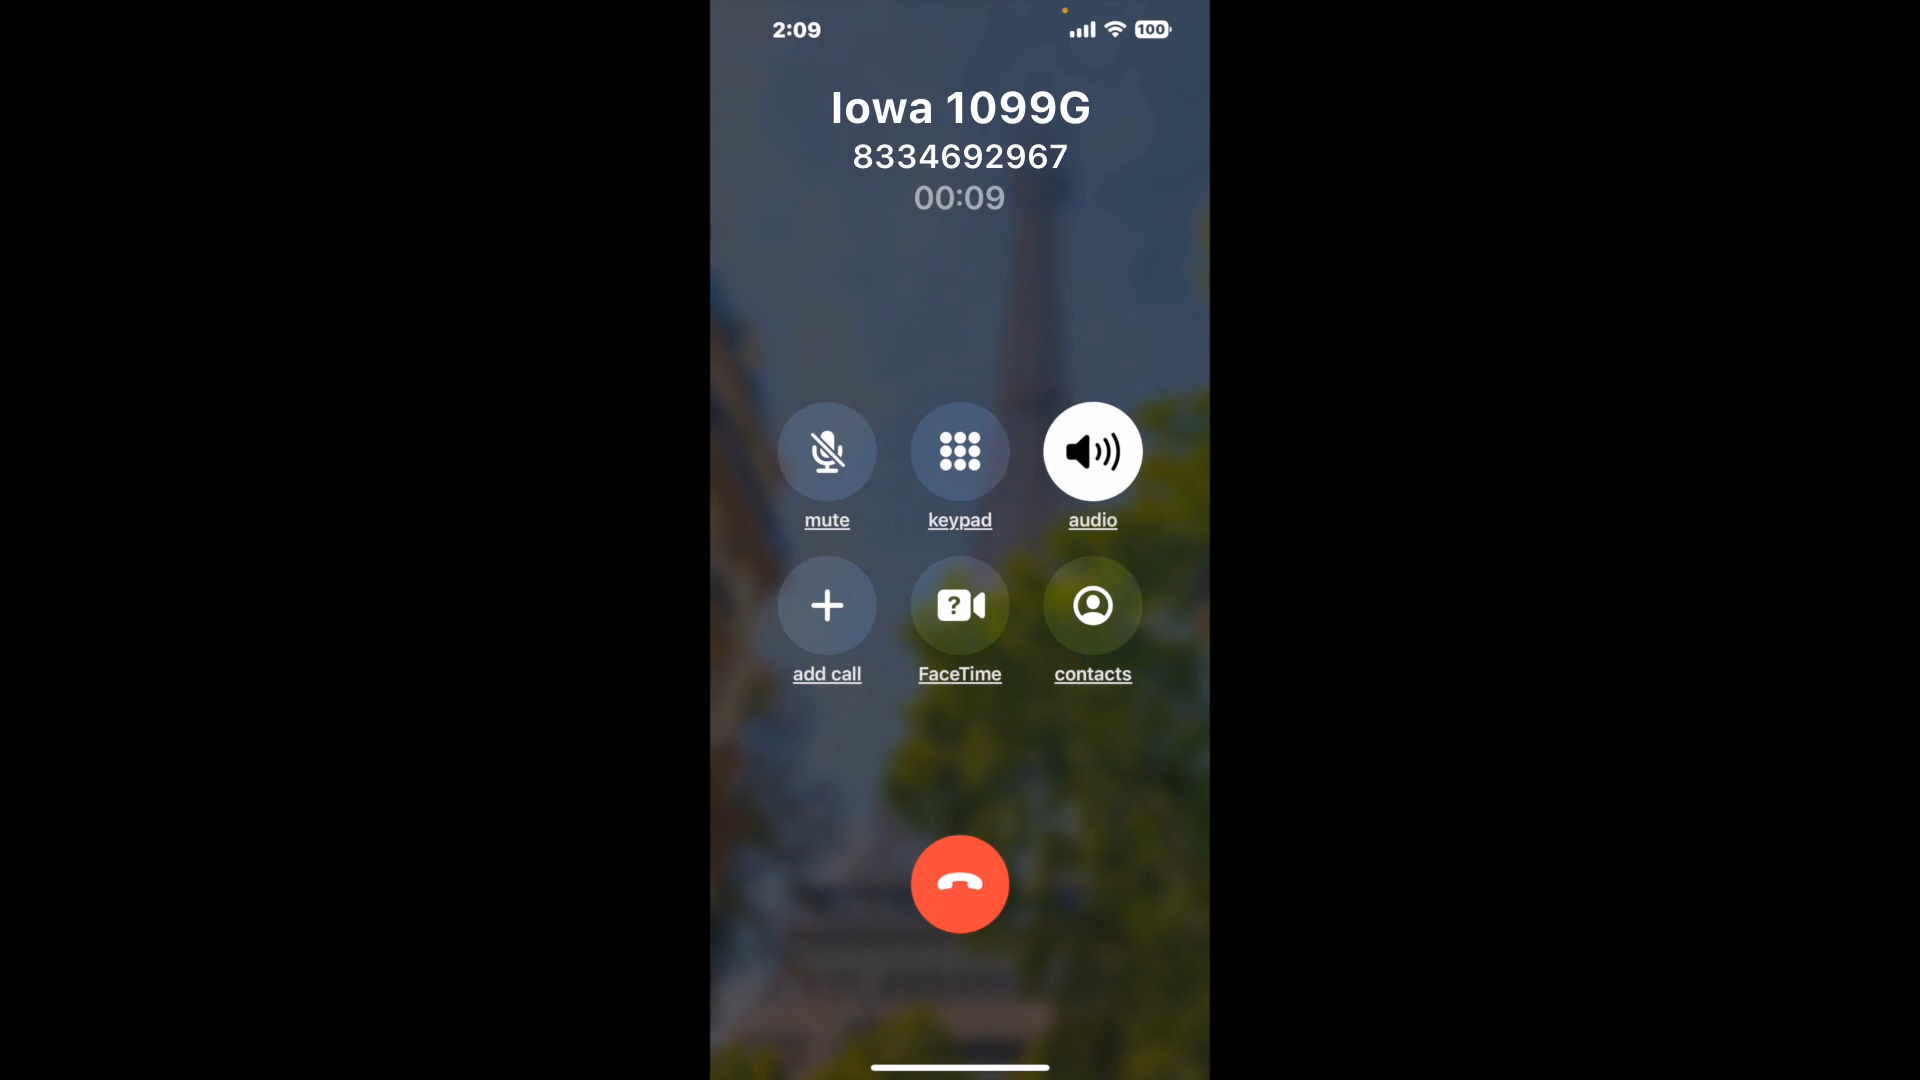 2:09
100
Iowa 1099G
8334692967
00:09
mute
keypad
audio
?
add call
FaceTime
contacts